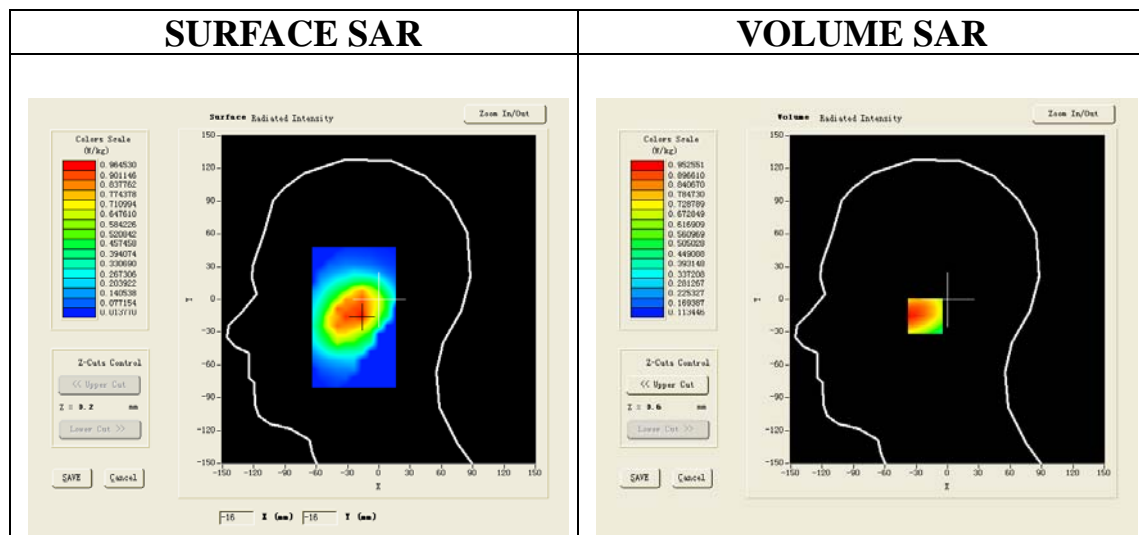 SURFACE SAR
VOLUME SAR
Surface Radiated Intensity
Zoom In/Out
Colors Scale
(W/kg)
0.964530
0.901146
0.837762
0.774378
0.710994
0.647610
0.584226
0.520842
0.457458
0.394074
0.330690
0.267306
0.203922
0.140538
0.077154
0.013770
150
120
90
60
30
0
-30
-60
-90
-120
-150
Y
-150 -120 -90 -60 -30 0 30 60 90 120 150
X
Z-Cuts Control
<< Upper Cut
Z = 9.2 mm
Lower Cut >>
SAVE Cancel
-16 X (mm) -16 Y (mm)
Volume Radiated Intensity
Zoom In/Out
Colors Scale
(W/kg)
0.952551
0.896610
0.840670
0.784730
0.728789
0.672849
0.616909
0.560969
0.505028
0.449088
0.393148
0.337208
0.281267
0.225327
0.169387
0.113446
150
120
90
60
30
0
-30
-60
-90
-120
-150
Y
-150 -120 -90 -60 -30 0 30 60 90 120 150
X
Z-Cuts Control
<< Upper Cut
Z = 9.6 mm
Lower Cut >>
SAVE Cancel